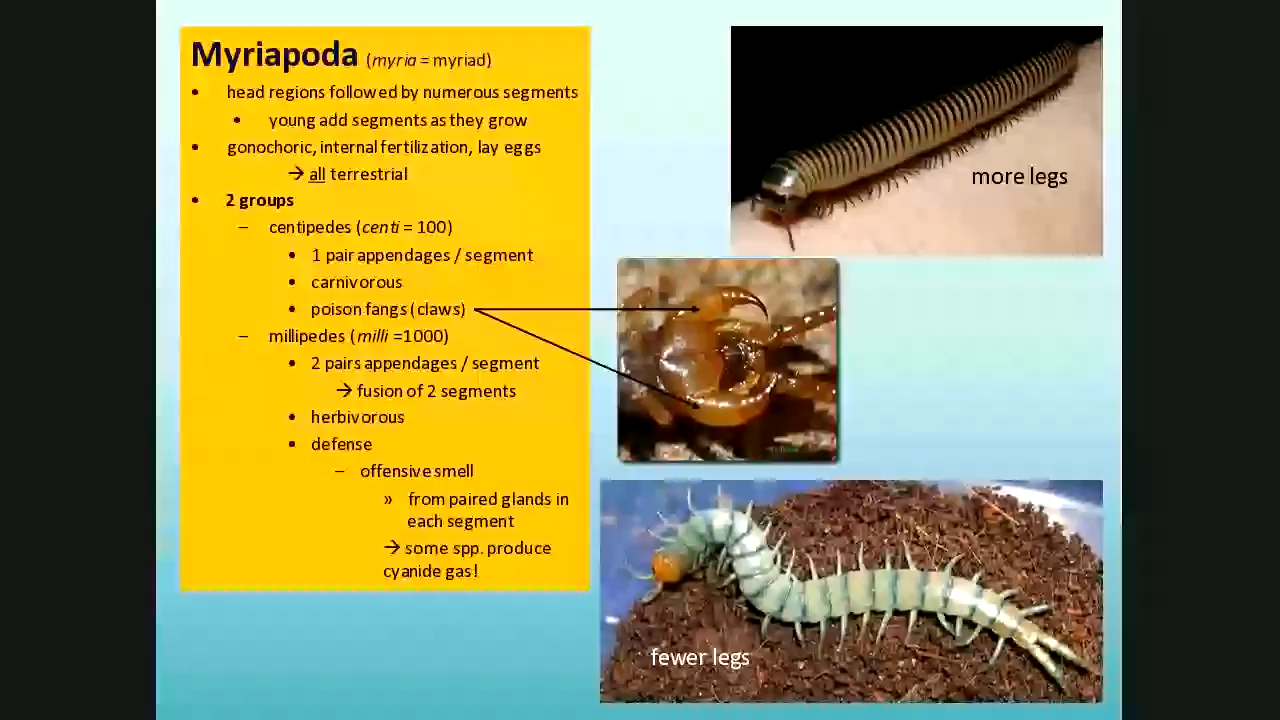 Myriapoda (myria = myriad)
• head regions followed by numerous segments
• young add segments as they grow
• gonochoric, internal fertilization, lay eggs
→ all terrestrial
• 2 groups
– centipedes (centi = 100)
• 1 pair appendages / segment
• carnivorous
• poison fangs (claws)
– millipedes (milli =1000)
• 2 pairs appendages / segment
→ fusion of 2 segments
• herbivorous
• defense
– offensive smell
» from paired glands in
each segment
→ some spp. produce
cyanide gas!
more legs
fewer legs